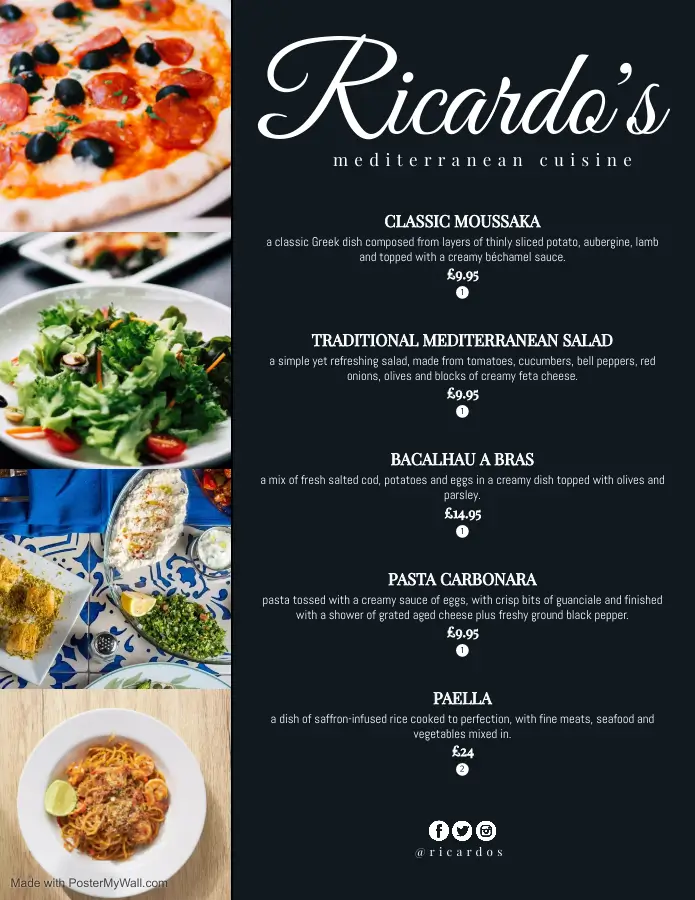 Ricardo's
mediterranean cuisine
CLASSIC MOUSSAKA
a classic Greek dish composed from layers of thinly sliced potato, aubergine, lamb
and topped with a creamy béchamel sauce.
£9.95
1
TRADITIONAL MEDITERRANEAN SALAD
a simple yet refreshing salad, made from tomatoes, cucumbers, bell peppers, red
onions, olives and blocks of creamy feta cheese.
£9.95
1
BACALHAU A BRAS
a mix of fresh salted cod, potatoes and eggs in a creamy dish topped with olives and
parsley.
£14.95
1
PASTA CARBONARA
pasta tossed with a creamy sauce of eggs, with crisp bits of guanciale and finished
with a shower of grated aged cheese plus freshy ground black pepper.
£9.95
1
PAELLA
a dish of saffron-infused rice cooked to perfection, with fine meats, seafood and
vegetables mixed in.
£24
2
@ricardos
Made with PosterMyWall.com